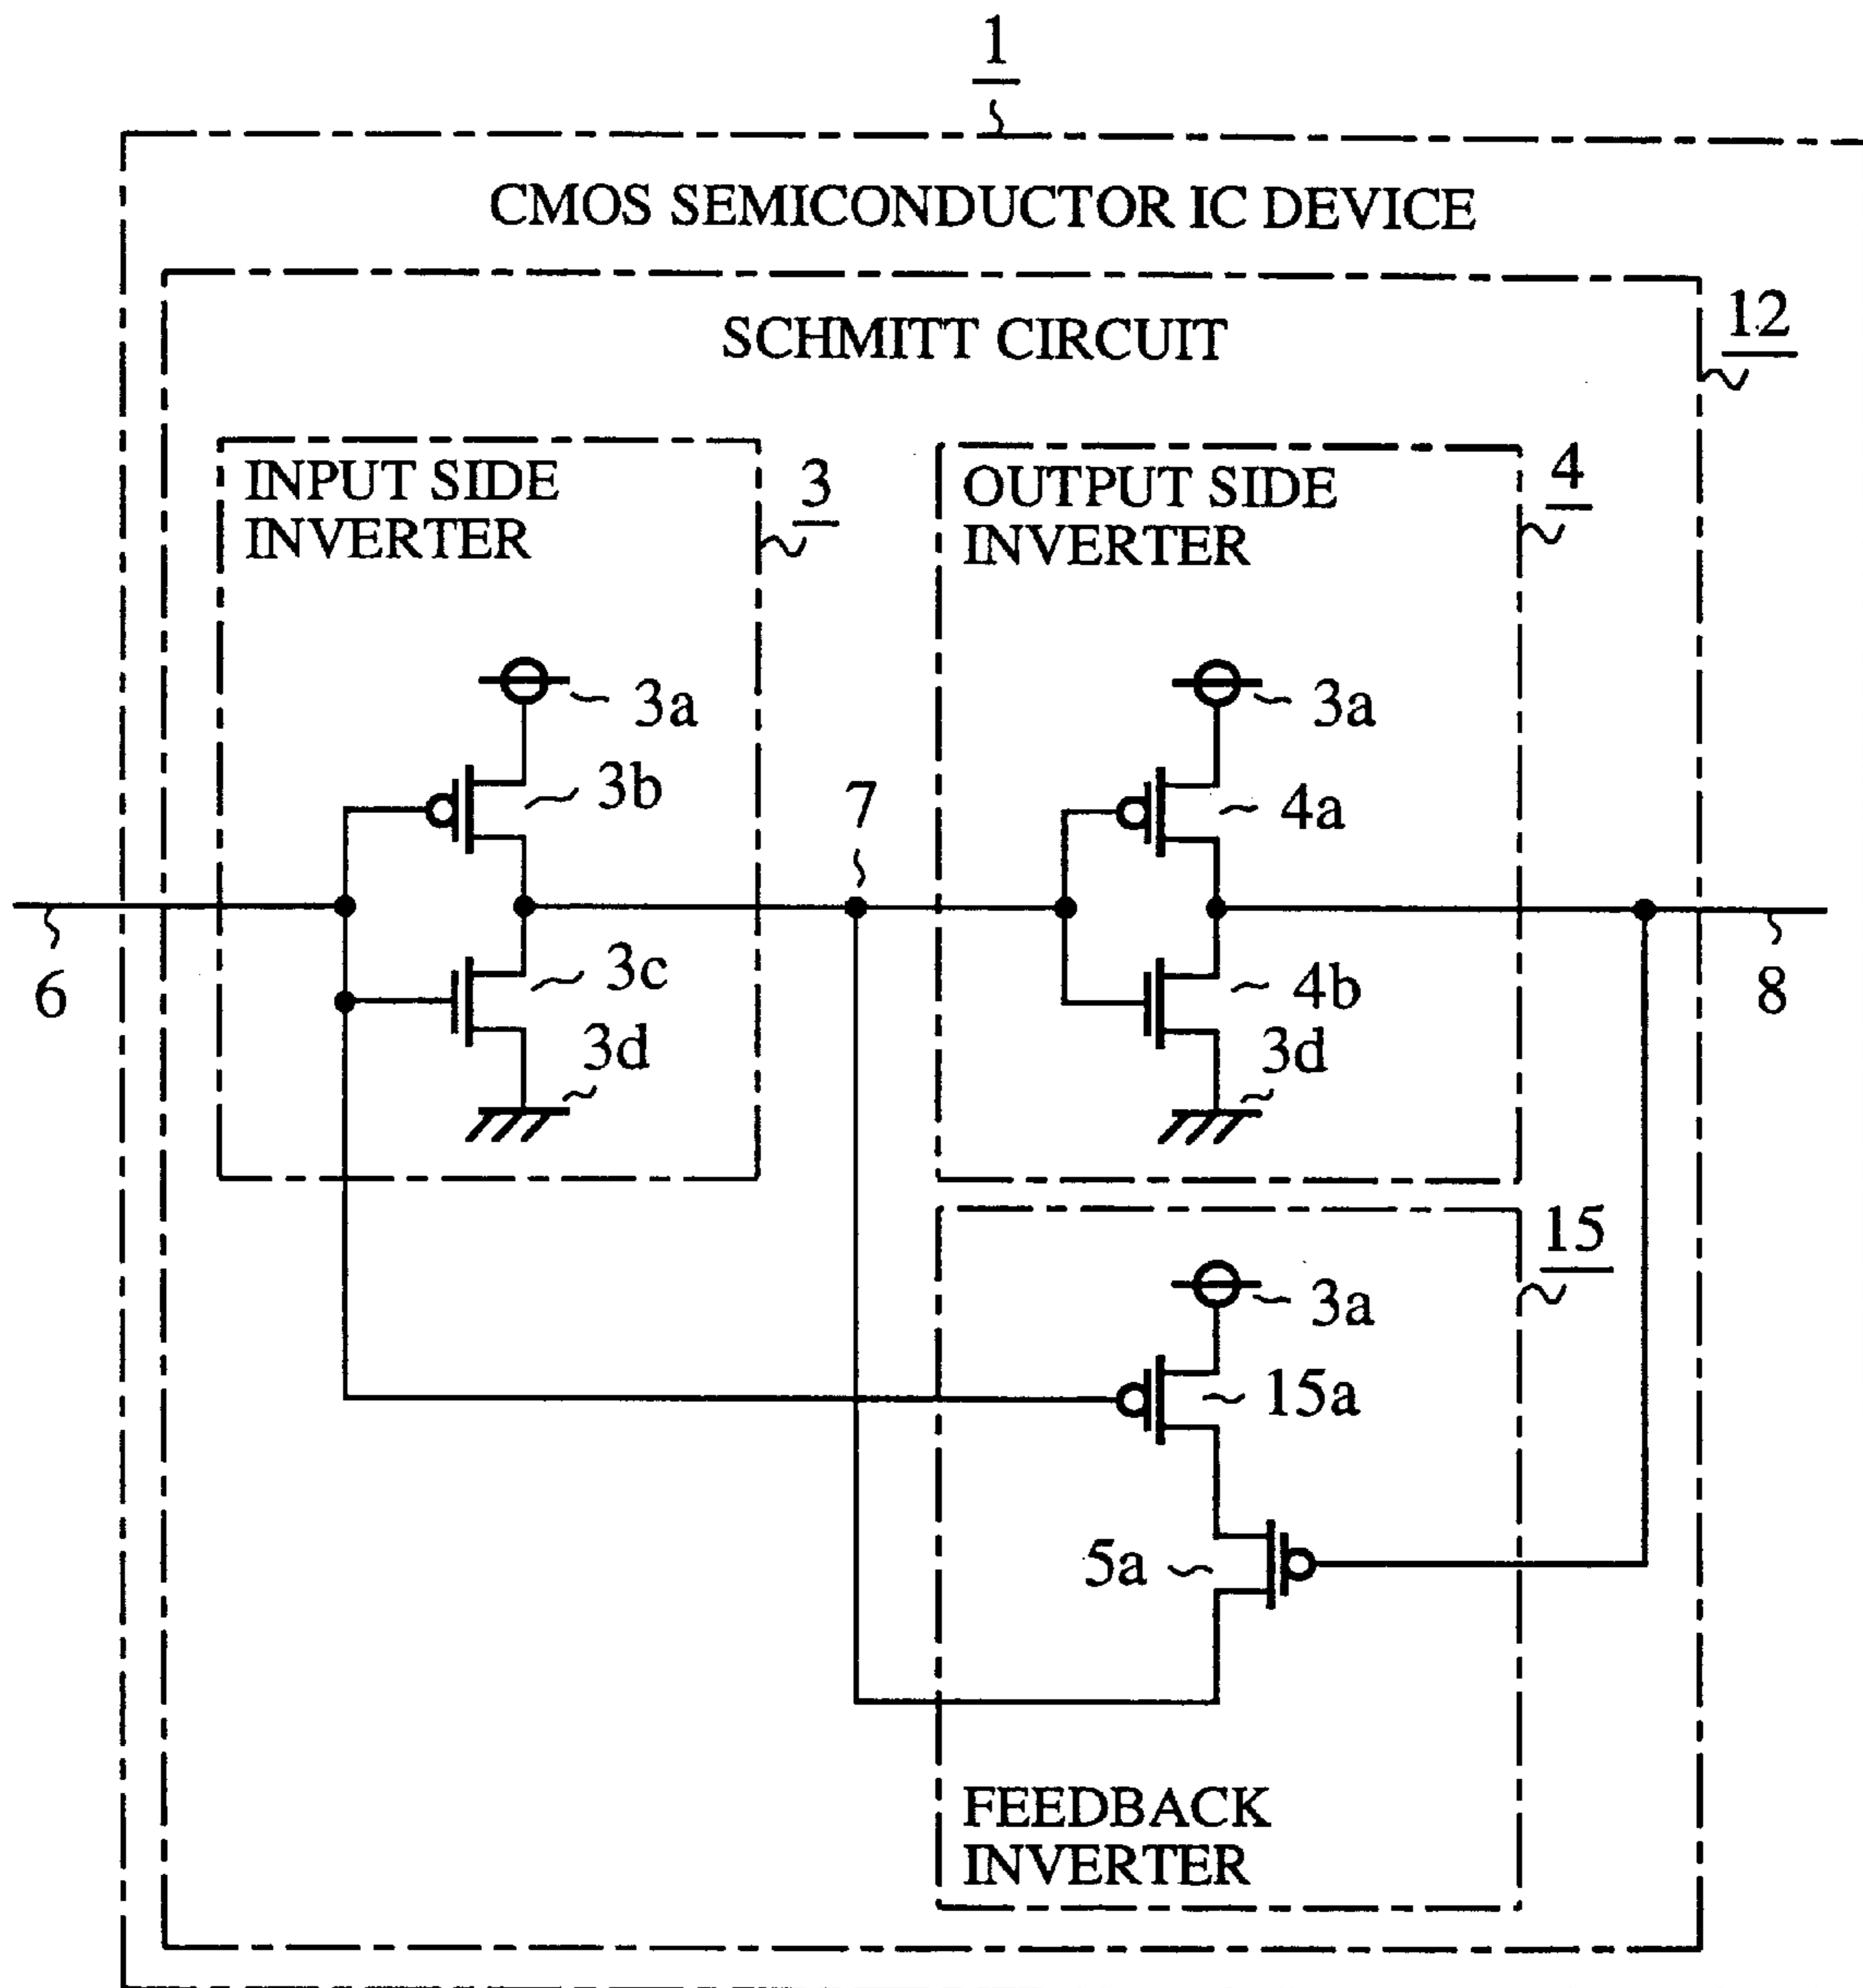 1
CMOS SEMICONDUCTOR IC DEVICE
SCHMITT CIRCUIT
12
INPUT SIDE
INVERTER
3
OUTPUT SIDE
INVERTER
4
3a
3a
3b
7
4a
3c
4b
6
8
3d
3d
15
3a
15a
5a
FEEDBACK
INVERTER